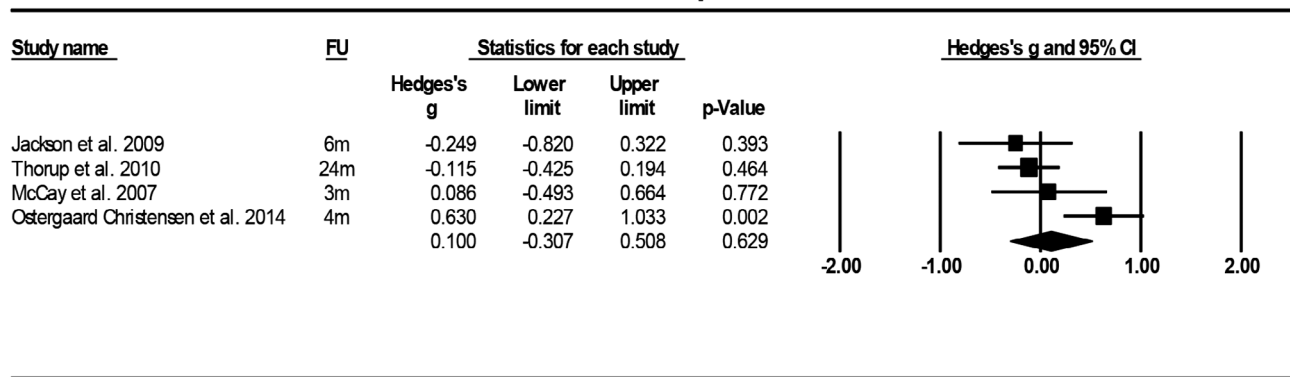 Study name FU Statistics for each study Hedges's g and 95% CI
Hedges's g Lower limit Upper limit p-Value
Jackson et al. 2009 6m -0.249 -0.820 0.322 0.393
Thorup et al. 2010 24m -0.115 -0.425 0.194 0.464
McCay et al. 2007 3m 0.086 -0.493 0.664 0.772
Ostergaard Christensen et al. 2014 4m 0.630 0.227 1.033 0.002
0.100 -0.307 0.508 0.629
-2.00 -1.00 0.00 1.00 2.00